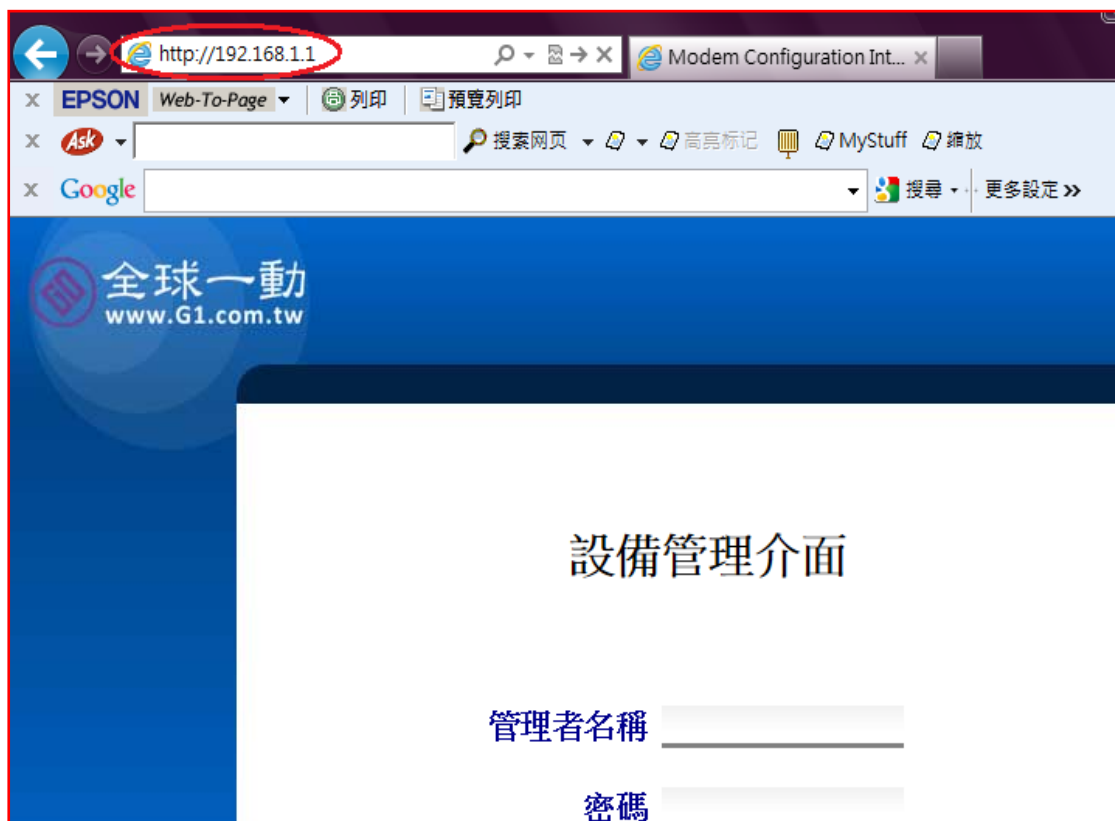 http://192.168.1.1
Modem Configuration Int...
EPSON Web-To-Page 列印 預覽列印
Ask 搜索网页 高亮标记 MyStuff 缩放
Google 搜尋 更多設定
全球一動
www.G1.com.tw
設備管理介面
管理者名稱
密碼